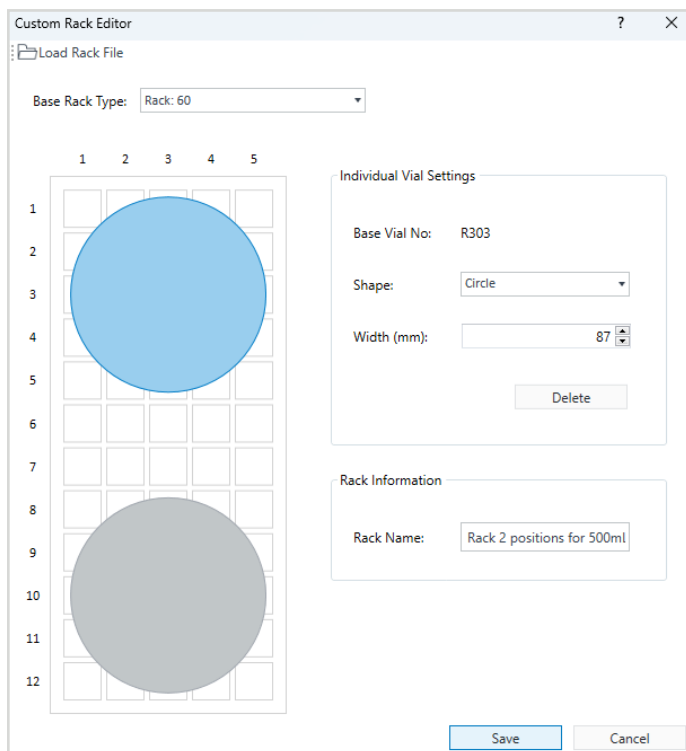 Custom Rack Editor ? ✕
Load Rack File
Base Rack Type: Rack: 60
1 2 3 4 5
Individual Vial Settings
1
Base Vial No: R303
2
Shape: Circle
3
Width (mm): 87
4
5
Delete
6
7
Rack Information
8
Rack Name: Rack 2 positions for 500ml
9
10
11
12
Save Cancel